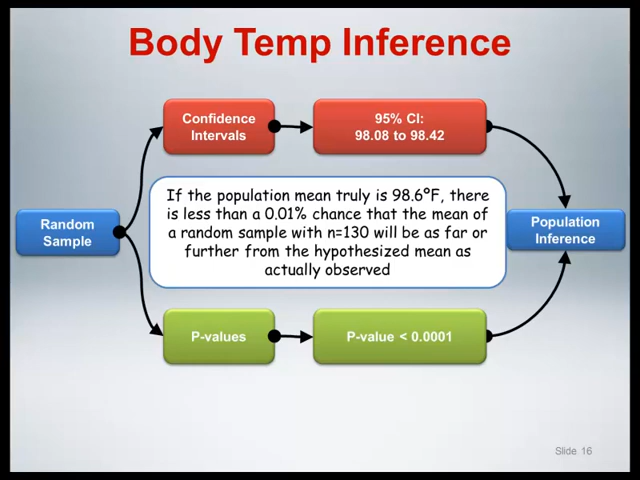 Body Temp Inference
Confidence
Intervals
95% CI:
98.08 to 98.42
If the population mean truly is 98.6°F, there
is less than a 0.01% chance that the mean of
a random sample with n=130 will be as far or
further from the hypothesized mean as
actually observed
Random
Sample
Population
Inference
P-values
P-value < 0.0001
Slide 16